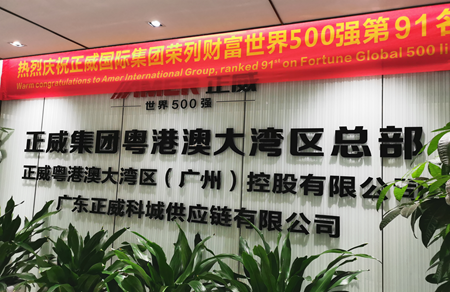 热烈庆祝正威国际集团荣列财富世界500强第91名
Warm congratulations to Amer International Group, ranked 91st on Fortune Global 500 li
正威
世界500强
正威集团粤港澳大湾区总部
正威粤港澳大湾区（广州）控股有限公司
广东正威科城供应链有限公司